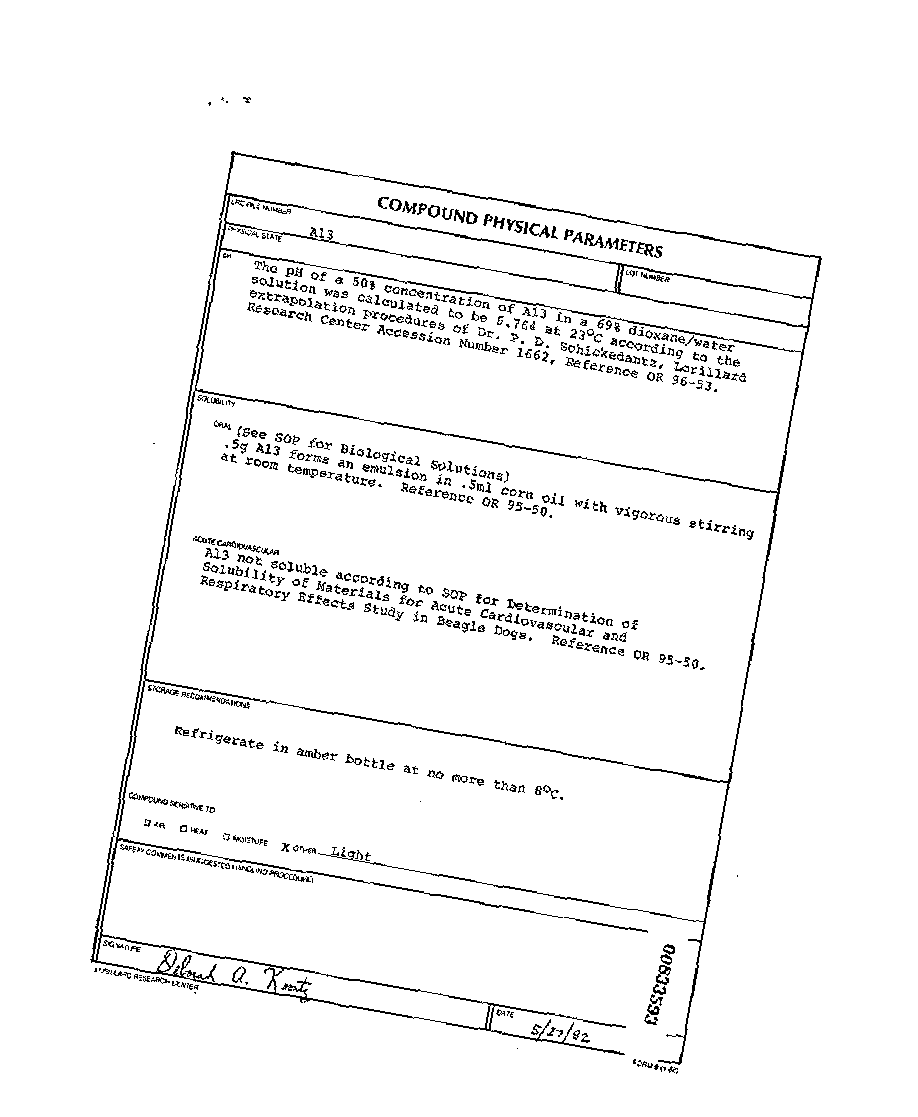 COMPOUND PHYSICAL PARAMETERS
LRC FILE NUMBER
A13
LOT NUMBER
PHYSICAL STATE
pH
The pH of a 50% concentration of A13 in a 69% dioxane/water
solution was calculated to be 6.764 at 23°C according to the
extrapolation procedures of Dr. P. D. Schickedantz, Lorillard
Research Center Accession Number 1662, Reference OR 96-53.
SOLUBILITY
ORAL (See SOP for Biological Solutions)
.5g A13 forms an emulsion in .5ml corn oil with vigorous stirring
at room temperature. Reference OR 95-50.
ACUTE CARDIOVASCULAR
A13 not soluble according to SOP for Determination of
Solubility of Materials for Acute Cardiovascular and
Respiratory Effects Study in Beagle Dogs. Reference OR 95-50.
STORAGE RECOMMENDATIONS
Refrigerate in amber bottle at no more than 8°C.
COMPOUND SENSITIVE TO
AIR HEAT MOISTURE X OTHER Light
SAFETY COMMENTS (SUGGESTED HANDLING PROCEDURE)
SIGNATURE Deborah A. Kuntz
DATE 5/27/82
LORILLARD RESEARCH CENTER
00833593